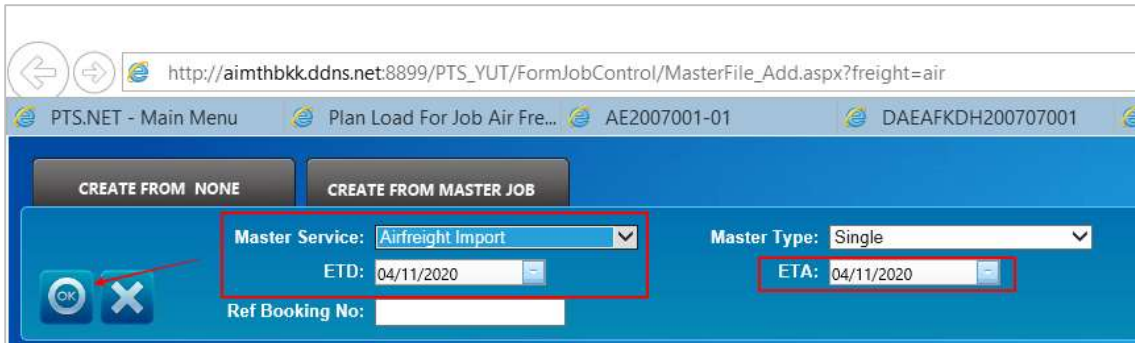 http://aimthbkk.ddns.net:8899/PTS_YUT/FormJobControl/MasterFile_Add.aspx?freight=air
PTS.NET - Main Menu Plan Load For Job Air Fre... AE2007001-01 DAEAFKDH200707001
CREATE FROM NONE CREATE FROM MASTER JOB
Master Service: Airfreight Import Master Type: Single
ETD: 04/11/2020 ETA: 04/11/2020
OK
Ref Booking No: